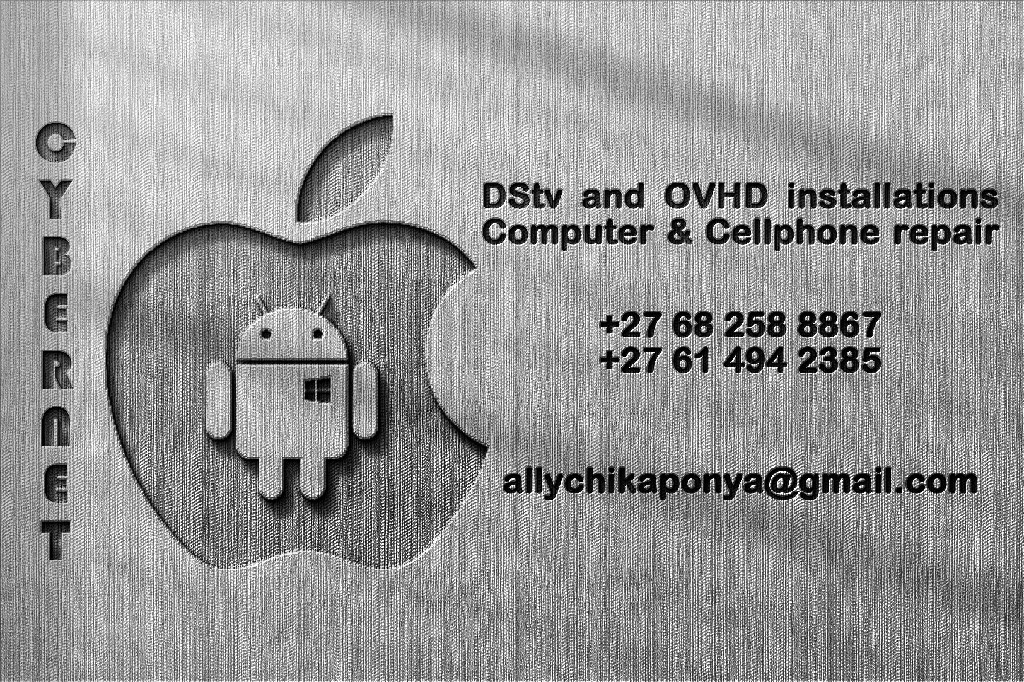 CYBERNET
DStv and OVHD installations
Computer & Cellphone repair
+27 68 258 8867
+27 61 494 2385
allychikaponya@gmail.com